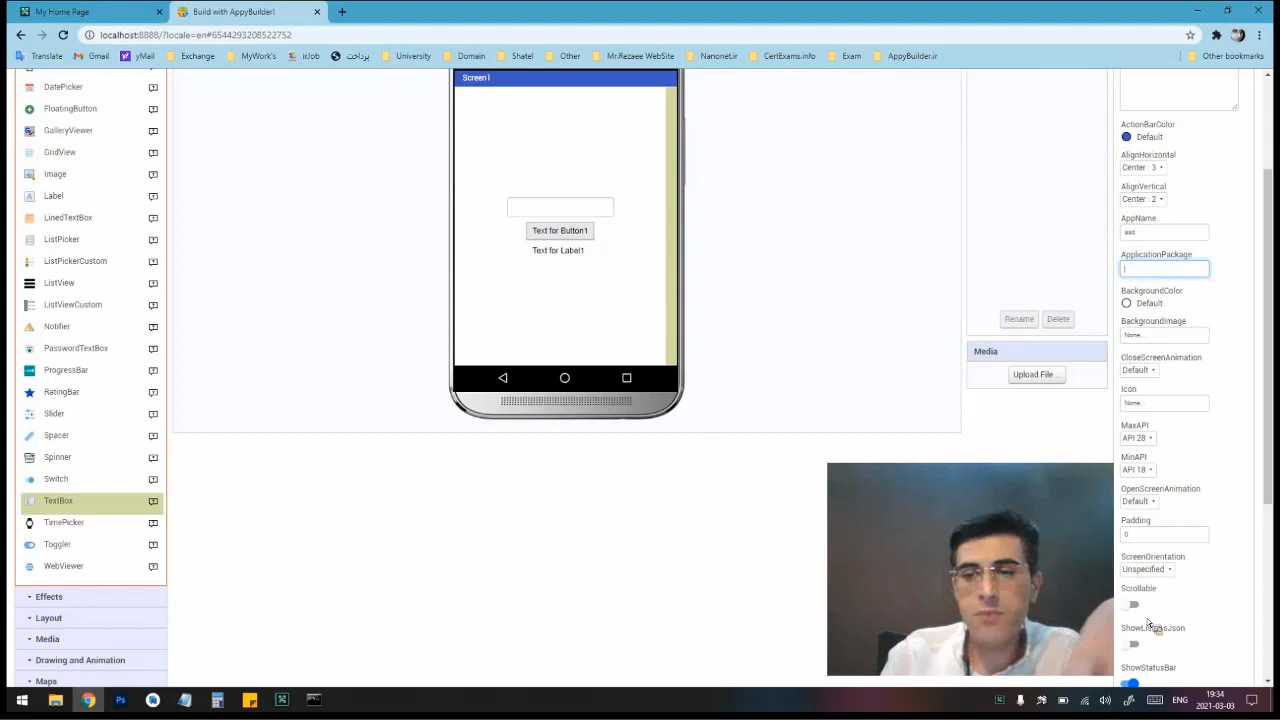 My Home Page
Build with AppyBuilder!
localhost:8888/?locale=en#6544293208522752
Translate
Gmail
yMail
Exchange
MyWork's
irJob
پرداخت
University
Domain
Shatel
Other
Mr.Rezaee WebSite
Nanonet.ir
CertExams.info
Exam
AppyBuilder.ir
Other bookmarks
DatePicker
FloatingButton
GalleryViewer
GridView
Image
Label
LinedTextBox
ListPicker
ListPickerCustom
ListView
ListViewCustom
Notifier
PasswordTextBox
ProgressBar
RatingBar
Slider
Spacer
Spinner
Switch
TextBox
TimePicker
Toggler
WebViewer
Effects
Layout
Media
Drawing and Animation
Maps
Screen1
Text for Button1
Text for Label1
Rename
Delete
Media
Upload File ...
ActionBarColor
Default
AlignHorizontal
Center : 3
AlignVertical
Center : 2
AppName
asd
ApplicationPackage
BackgroundColor
Default
BackgroundImage
None...
CloseScreenAnimation
Default
Icon
None...
MaxAPI
API 28
MinAPI
API 18
OpenScreenAnimation
Default
Padding
0
ScreenOrientation
Unspecified
Scrollable
ShowListsAsJson
ShowStatusBar
ENG
19:34
2021-03-03